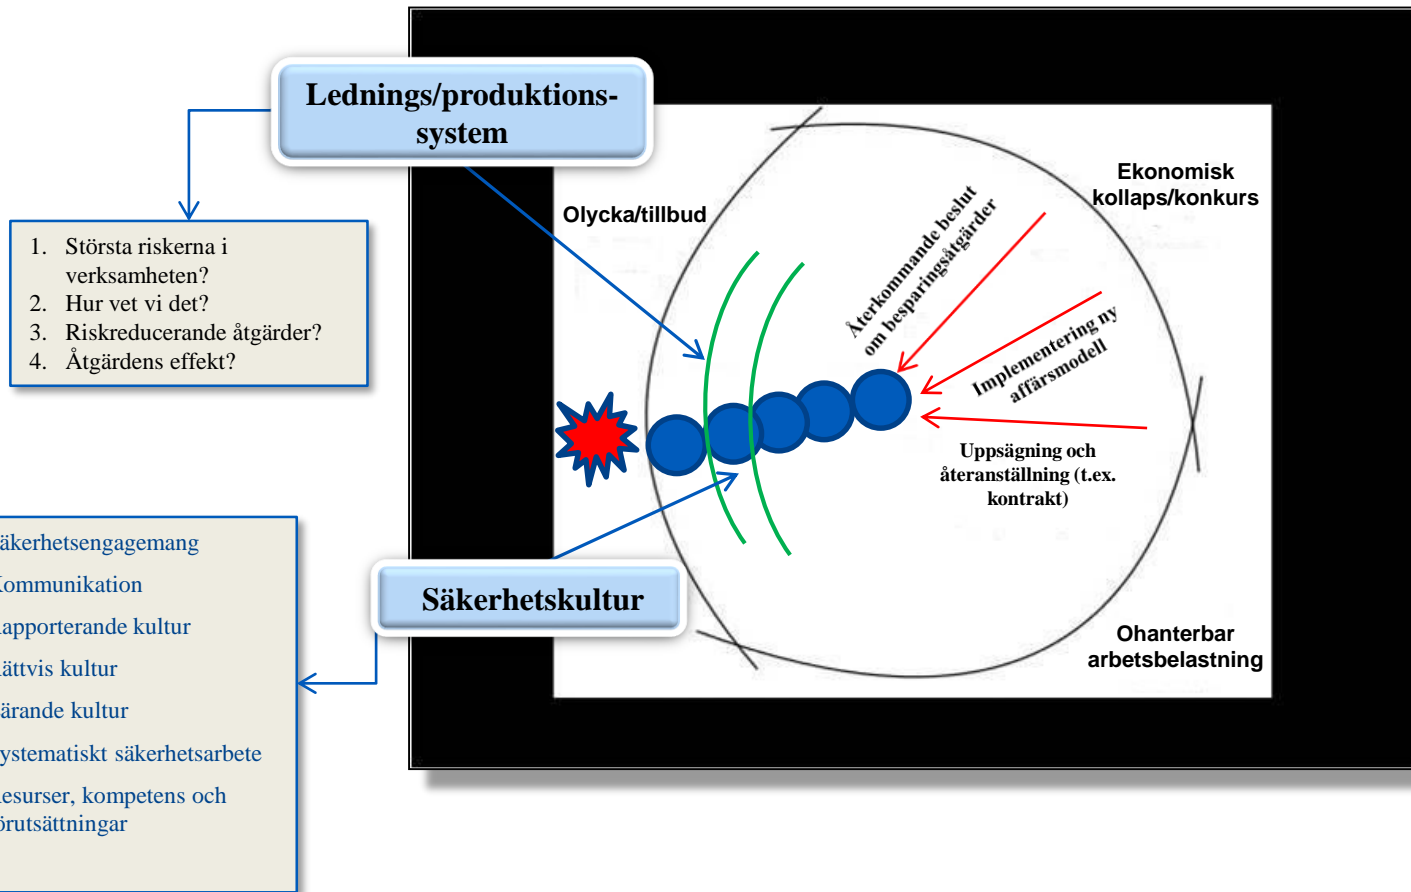 Lednings/produktions-
system
1. Största riskerna i
verksamheten?
2. Hur vet vi det?
3. Riskreducerande åtgärder?
4. Åtgärdens effekt?
Olycka/tillbud
Ekonomisk
kollaps/konkurs
Återkommande beslut
om besparingsåtgärder
Implementering ny
affärsmodell
Uppsägning och
återanställning (t.ex.
kontrakt)
Ohanterbar
arbetsbelastning
Säkerhetskultur
äkerhetsengagemang
ommunikation
apporterande kultur
ättvis kultur
ärande kultur
ystematiskt säkerhetsarbete
esurser, kompetens och
örutsättningar